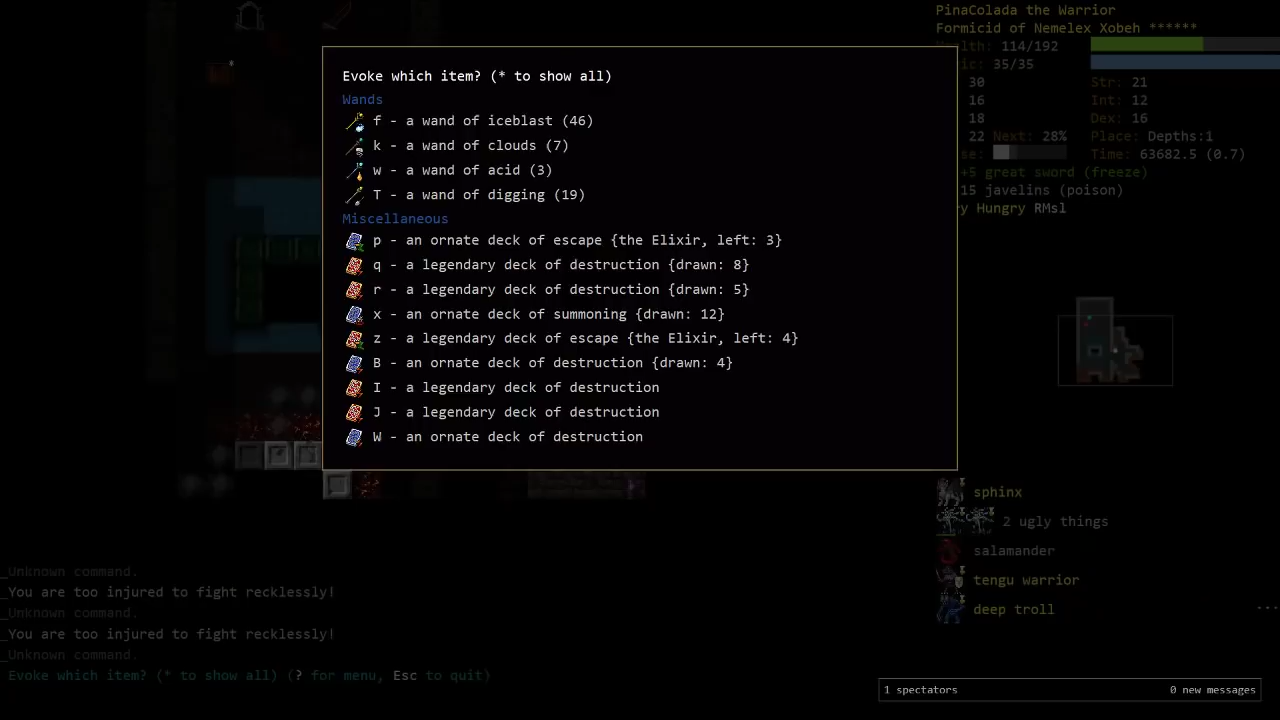 PinaColada the Warrior
Formicid of Nemelex Xobeh ******
Health: 114/192
35/35
30 Str: 21
16 Int: 12
18 Dex: 16
22 Next: 28% Place: Depths:1
Time: 63682.5 (0.7)
+5 great sword (freeze)
15 javelins (poison)
Hungry RMsl
Evoke which item? (* to show all)
Wands
f - a wand of iceblast (46)
k - a wand of clouds (7)
w - a wand of acid (3)
T - a wand of digging (19)
Miscellaneous
p - an ornate deck of escape {the Elixir, left: 3}
q - a legendary deck of destruction {drawn: 8}
r - a legendary deck of destruction {drawn: 5}
x - an ornate deck of summoning {drawn: 12}
z - a legendary deck of escape {the Elixir, left: 4}
B - an ornate deck of destruction {drawn: 4}
I - a legendary deck of destruction
J - a legendary deck of destruction
W - an ornate deck of destruction
sphinx
2 ugly things
salamander
tengu warrior
deep troll
...
_Unknown command.
_You are too injured to fight recklessly!
_Unknown command.
_You are too injured to fight recklessly!
_Unknown command.
Evoke which item? (* to show all) (? for menu, Esc to quit)
1 spectators 0 new messages